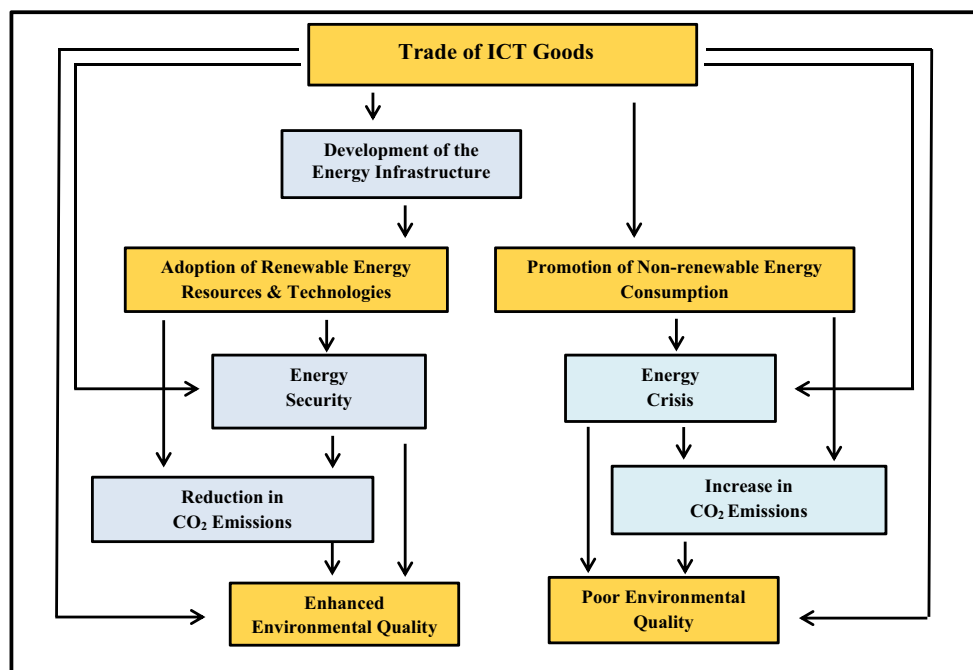 Trade of ICT Goods
Development of the
Energy Infrastructure
Adoption of Renewable Energy
Resources & Technologies
Promotion of Non-renewable Energy
Consumption
Energy
Security
Energy
Crisis
Reduction in
CO₂ Emissions
Increase in
CO₂ Emissions
Enhanced
Environmental Quality
Poor Environmental
Quality